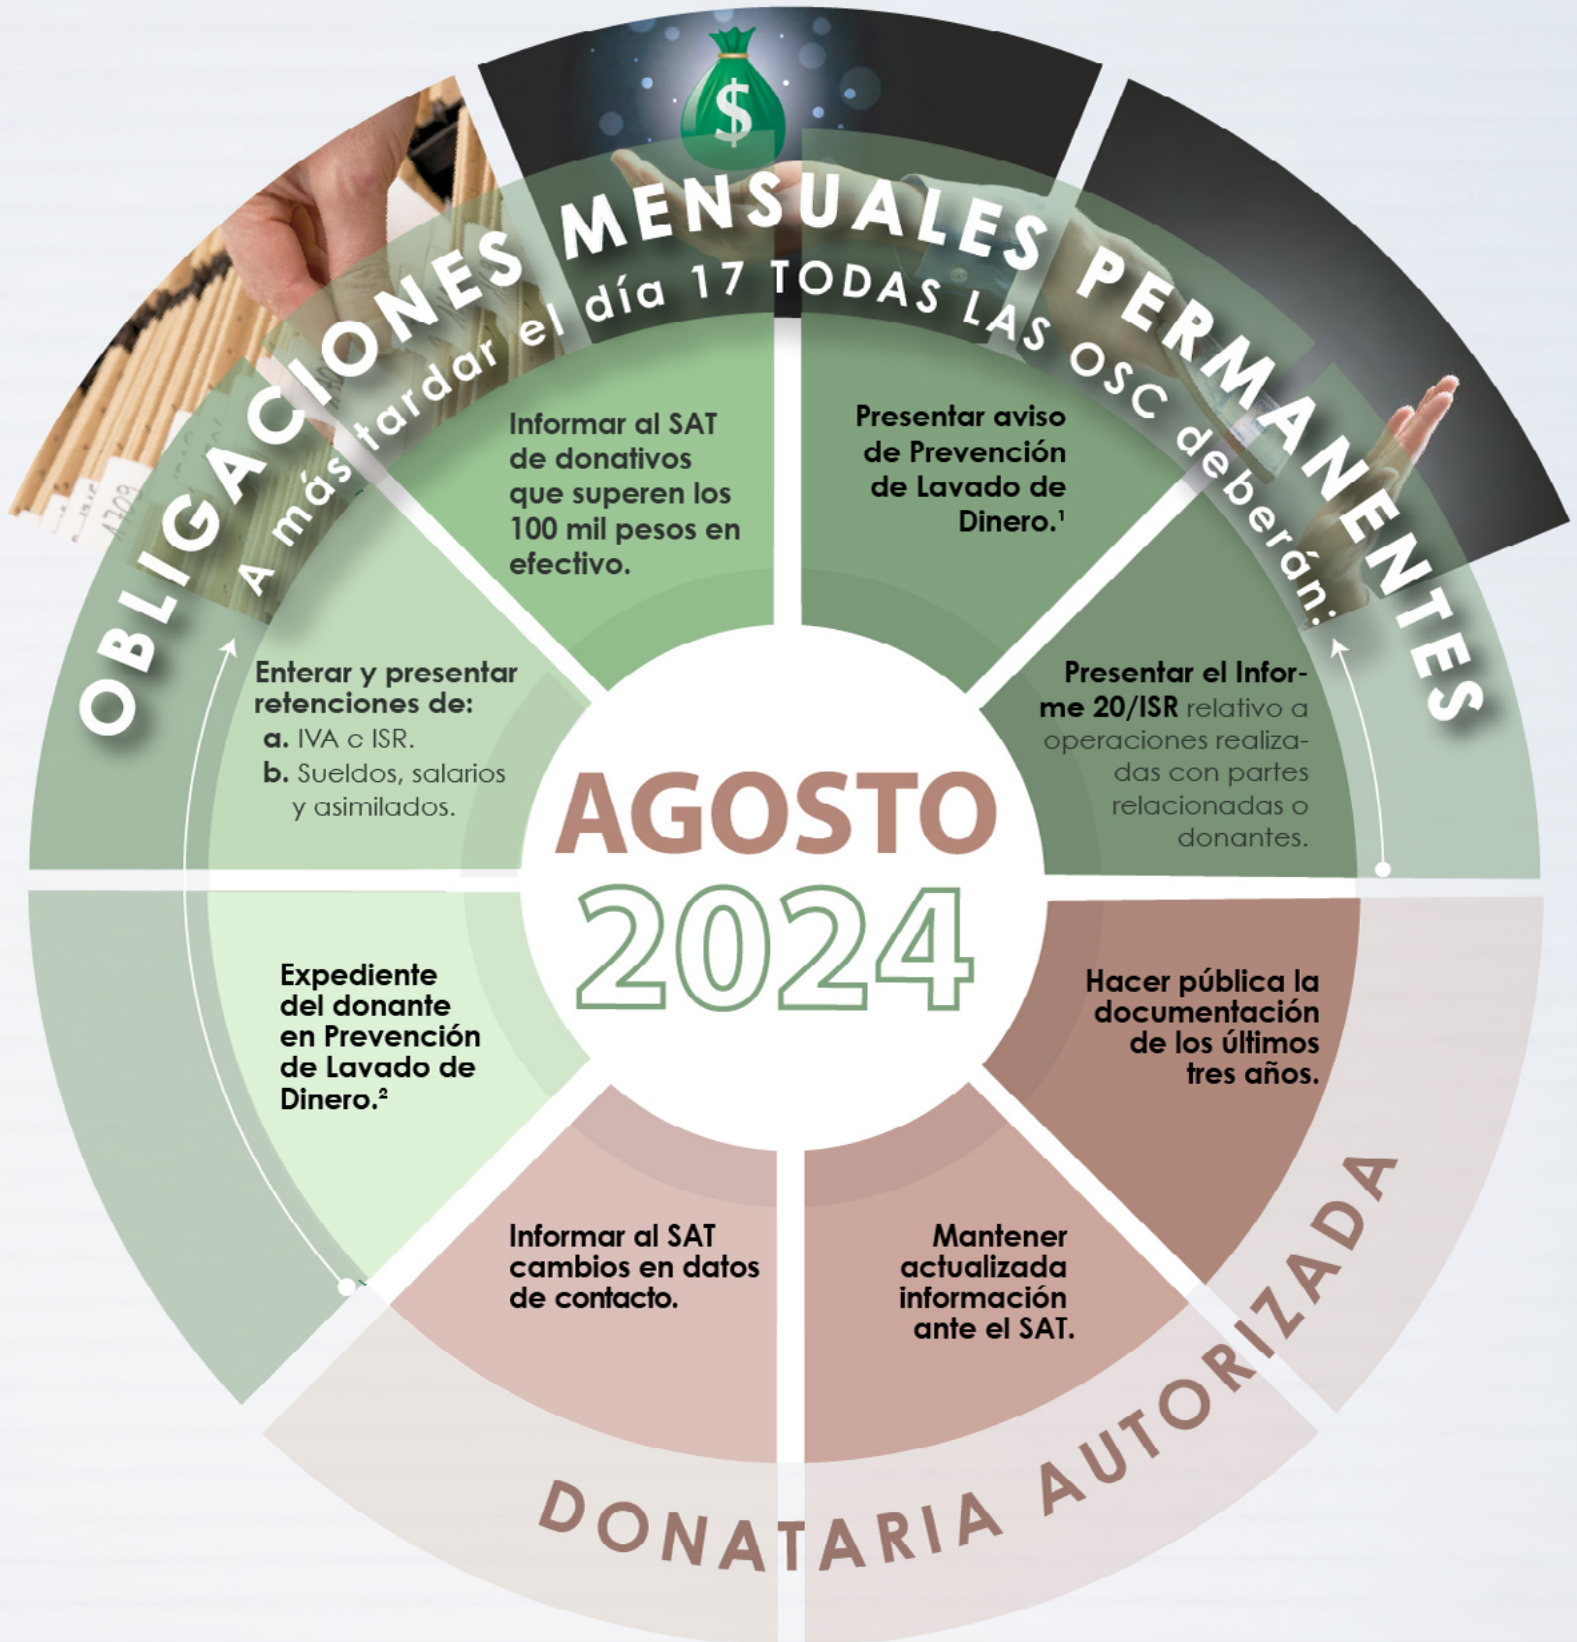 OBLIGACIONES MENSUALES PERMANENTES
A más tardar el día 17 TODAS LAS OSC deberán:
Informar al SAT
de donativos
que superen los
100 mil pesos en
efectivo.
Presentar aviso
de Prevención
de Lavado de
Dinero.¹
Enterar y presentar
retenciones de:
a. IVA c ISR.
b. Sueldos, salarios
y asimilados.
Presentar el Infor-
me 20/ISR relativo a
operaciones realiza-
das con partes
relacionadas o
donantes.
AGOSTO
2024
Expediente
del donante
en Prevención
de Lavado de
Dinero.²
Hacer pública la
documentación
de los últimos
tres años.
Informar al SAT
cambios en datos
de contacto.
Mantener
actualizada
información
ante el SAT.
DONATARIA AUTORIZADA
$
1709